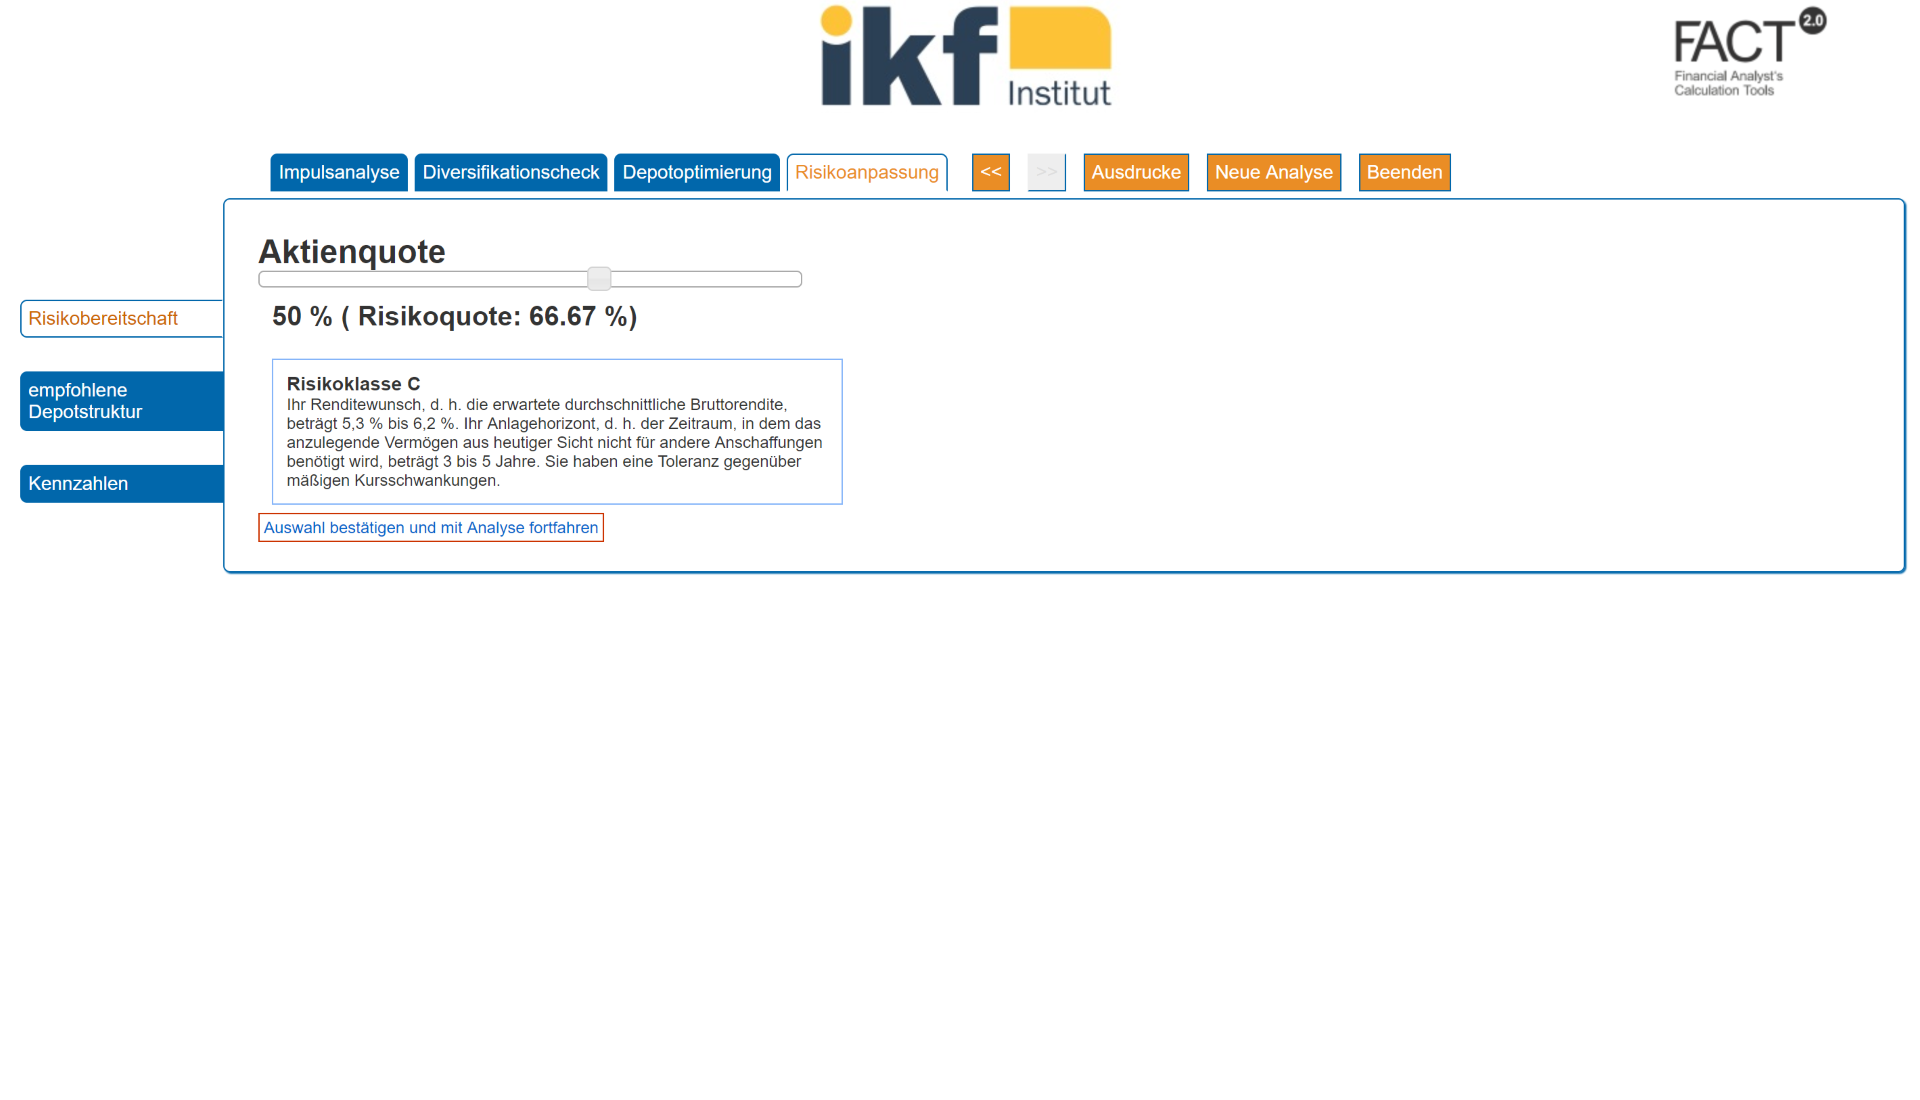 ikf
Institut
FACT 2.0
Financial Analyst's
Calculation Tools
Impulsanalyse Diversifikationscheck Depotoptimierung Risikoanpassung << >> Ausdrucke Neue Analyse Beenden
Aktienquote
50 % ( Risikoquote: 66.67 %)
Risikobereitschaft
empfohlene
Depotstruktur
Kennzahlen
Risikoklasse C
Ihr Renditewunsch, d. h. die erwartete durchschnittliche Bruttorendite,
beträgt 5,3 % bis 6,2 %. Ihr Anlagehorizont, d. h. der Zeitraum, in dem das
anzulegende Vermögen aus heutiger Sicht nicht für andere Anschaffungen
benötigt wird, beträgt 3 bis 5 Jahre. Sie haben eine Toleranz gegenüber
mäßigen Kursschwankungen.
Auswahl bestätigen und mit Analyse fortfahren